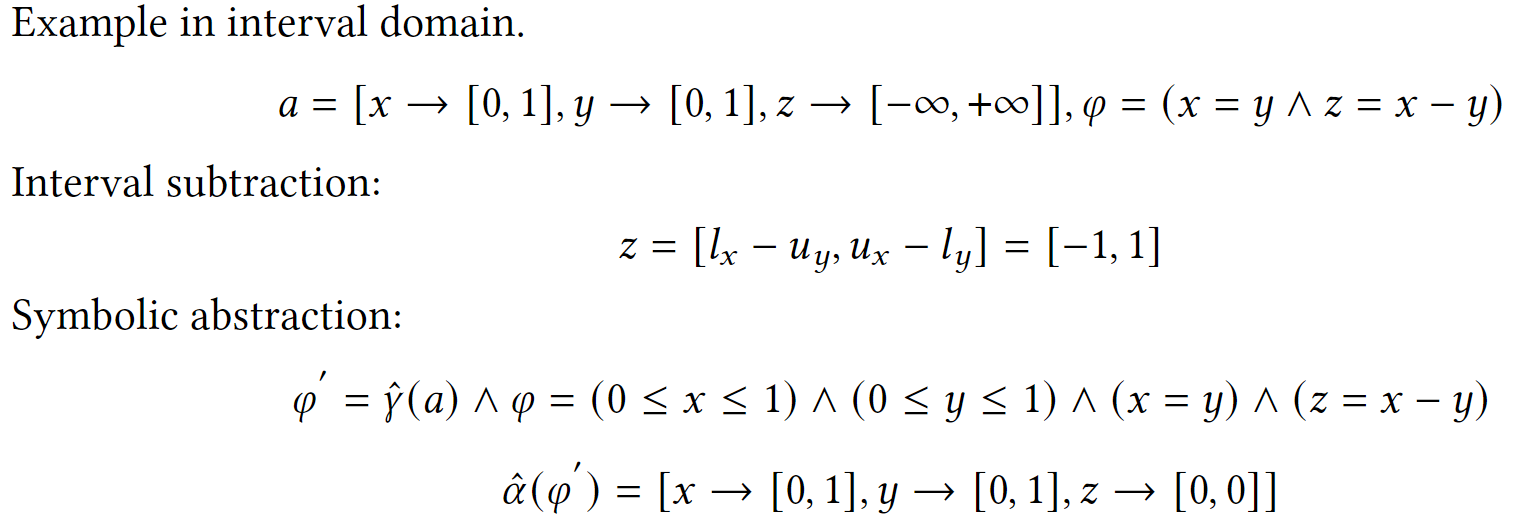 Example in interval domain.
a = [x → [0, 1], y → [0, 1], z → [−∞, +∞]], φ = (x = y ∧ z = x − y)
Interval subtraction:
z = [l_x − u_y, u_x − l_y] = [−1, 1]
Symbolic abstraction:
φ′ = γ̂(a) ∧ φ = (0 ≤ x ≤ 1) ∧ (0 ≤ y ≤ 1) ∧ (x = y) ∧ (z = x − y)
α̂(φ′) = [x → [0, 1], y → [0, 1], z → [0, 0]]